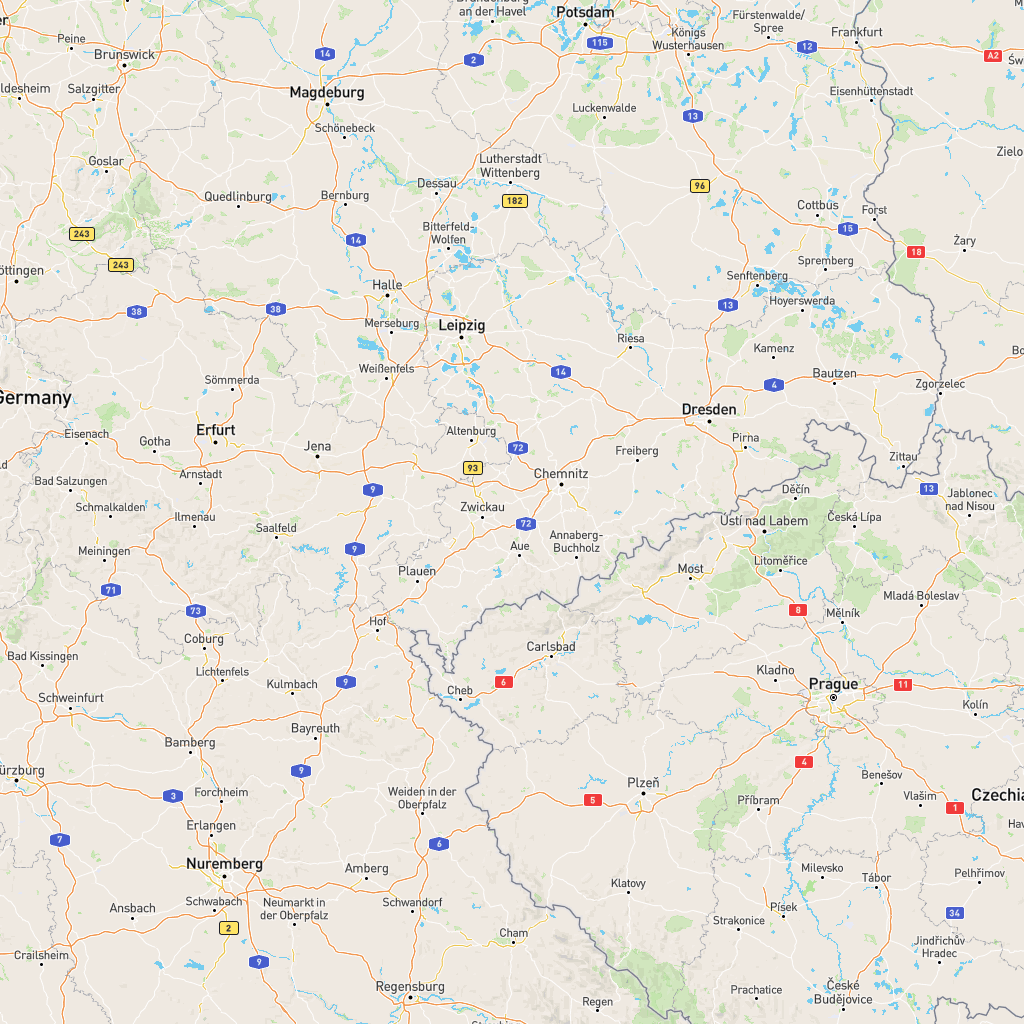 Brandenburg
an der Havel
Potsdam
Fürstenwalde/
Spree
Peine
Brunswick
14
115
Königs
Wusterhausen
12
Frankfurt
A2
2
Salzgitter
Magdeburg
Eisenhüttenstadt
Schönebeck
Luckenwalde
13
Goslar
Lutherstadt
Wittenberg
Quedlinburg
Bernburg
Dessau
182
96
Cottbus
Forst
243
243
14
Bitterfeld-
Wolfen
15
18
Żary
Spremberg
Senftenberg
Halle
Hoyerswerda
38
38
13
Merseburg
Leipzig
Riesa
Kamenz
Weißenfels
14
4
Bautzen
Zgorzelec
Germany
Sömmerda
Dresden
Eisenach
Gotha
Erfurt
Jena
Altenburg
72
Freiberg
Pirna
Zittau
Bad Salzungen
Arnstadt
93
Chemnitz
9
Děčín
13
Jablonec
nad Nisou
Schmalkalden
Ilmenau
Saalfeld
Zwickau
72
Ústí nad Labem
Česká Lípa
Meiningen
9
Aue
Annaberg-
Buchholz
Litoměřice
Most
Plauen
71
73
8
Mladá Boleslav
Mělník
Hof
Coburg
Bad Kissingen
Carlsbad
Lichtenfels
Kulmbach
9
6
Cheb
Kladno
Prague
11
Kolín
Schweinfurt
Bayreuth
Bamberg
9
4
Benešov
Plzeň
3
Forchheim
Weiden in der
Oberpfalz
5
Příbram
Vlašim
Czechia
1
Erlangen
7
6
Nuremberg
Amberg
Klatovy
Milevsko
Tábor
Pelhřimov
Schwabach
Neumarkt in
der Oberpfalz
Schwandorf
Ansbach
Písek
Strakonice
34
2
Cham
Crailsheim
9
Jindřichův
Hradec
Regensburg
Regen
Prachatice
České
Budějovice